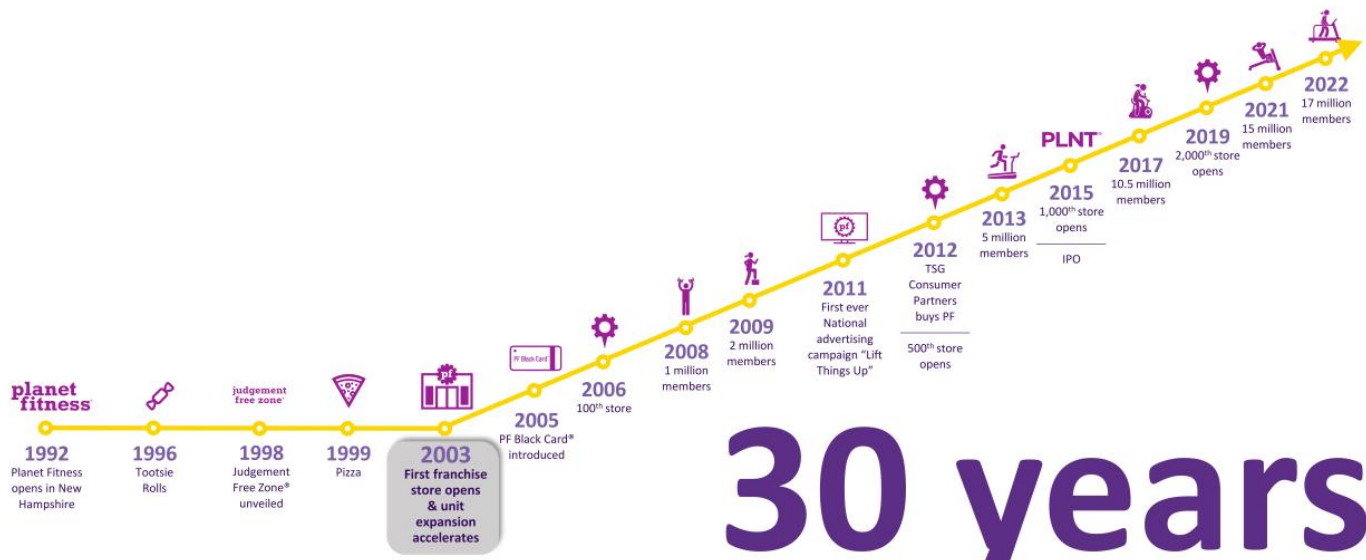 planet
fitness
1992
Planet Fitness
opens in New
Hampshire
1996
Tootsie
Rolls
judgement
free zone®
1998
Judgement
Free Zone®
unveiled
1999
Pizza
pf
2003
First franchise
store opens
& unit
expansion
accelerates
PF Black Card
2005
PF Black Card®
introduced
2006
100th store
2008
1 million
members
2009
2 million
members
pf
2011
First ever
National
advertising
campaign “Lift
Things Up”
2012
TSG
Consumer
Partners
buys PF
500th store
opens
2013
5 million
members
PLNT
2015
1,000th store
opens
IPO
2017
10.5 million
members
2019
2,000th store
opens
2021
15 million
members
2022
17 million
members
30 years